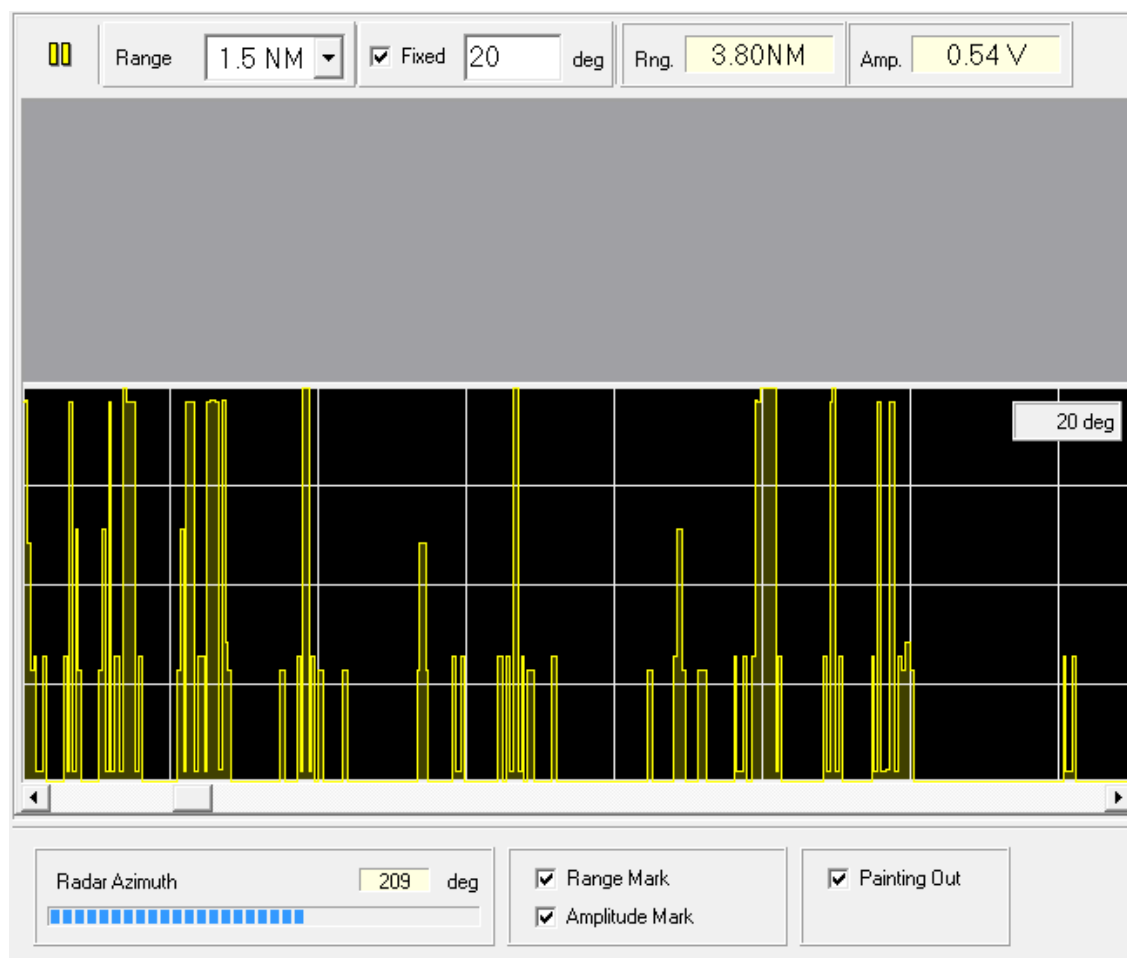 Range 1.5 NM Fixed 20 deg Rng. 3.80NM Amp. 0.54 V
20 deg
Radar Azimuth 209 deg Range Mark Painting Out
Amplitude Mark